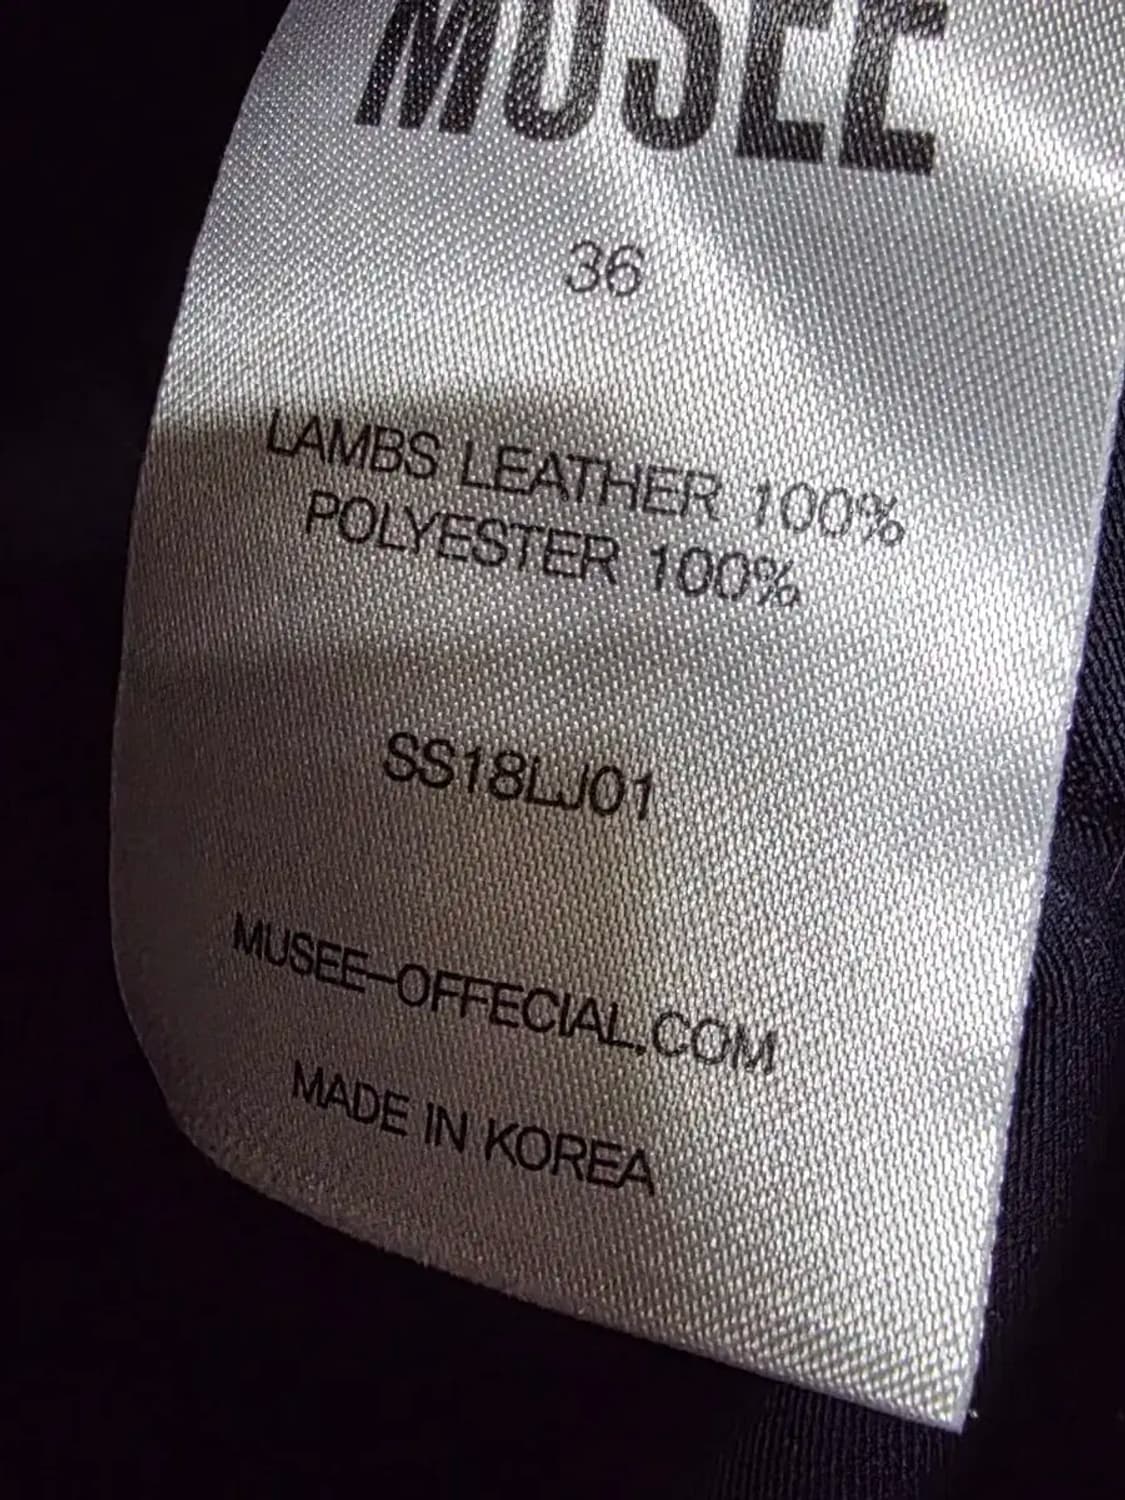 MUSEE
36
LAMBS LEATHER 100%
POLYESTER 100%
SS18LJ01
MUSEE-OFFECIAL.COM
MADE IN KOREA